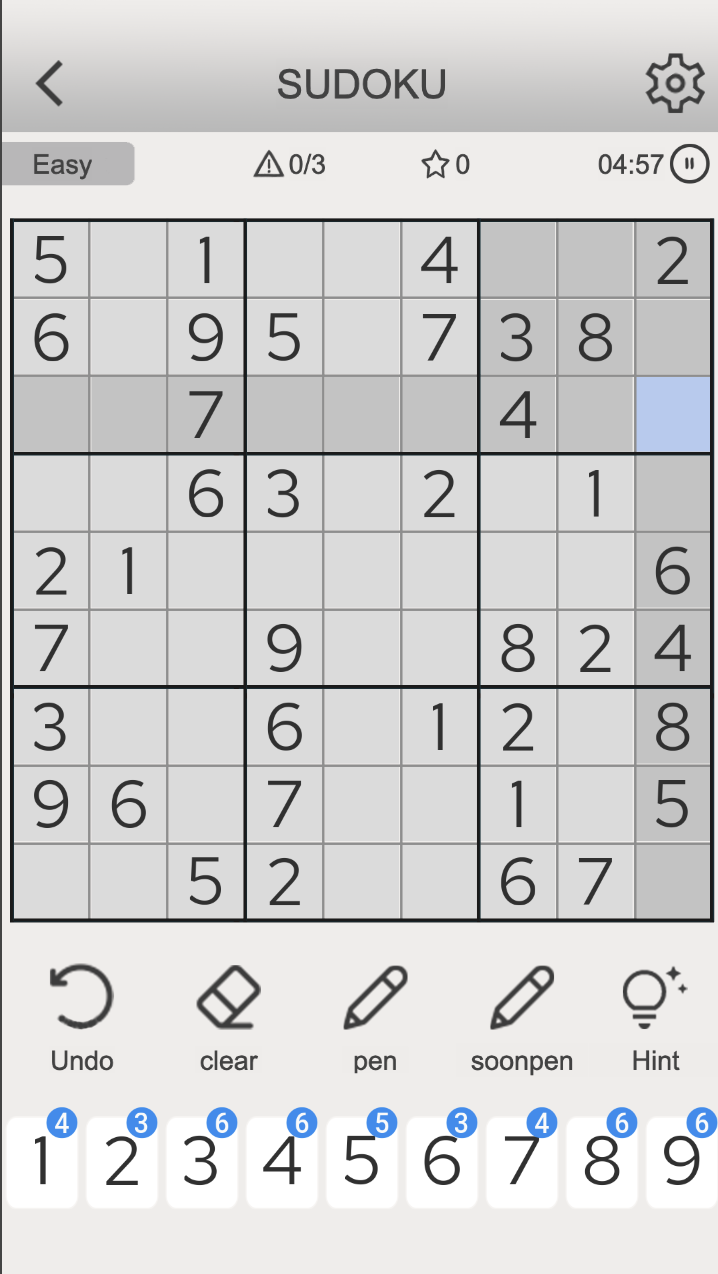 SUDOKU
Easy 0/3 0 04:57
5 1 4 2
6 9 5 7 3 8
7 4
6 3 2 1
2 1 6
7 9 8 2 4
3 6 1 2 8
9 6 7 1 5
5 2 6 7
Undo clear pen soonpen Hint
4 3 6 6 5 3 4 6 6
1 2 3 4 5 6 7 8 9